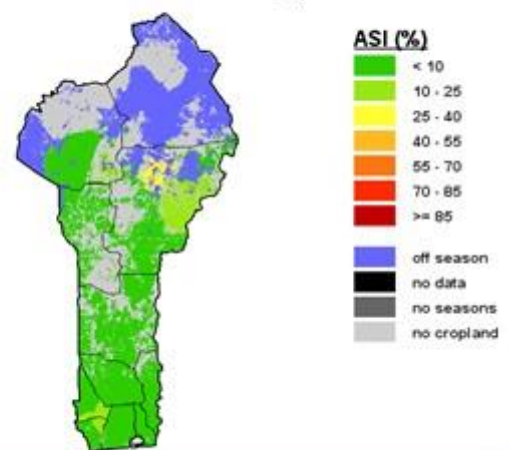 ASI (%)
< 10
10 - 25
25 - 40
40 - 55
55 - 70
70 - 85
>= 85
off season
no data
no seasons
no cropland